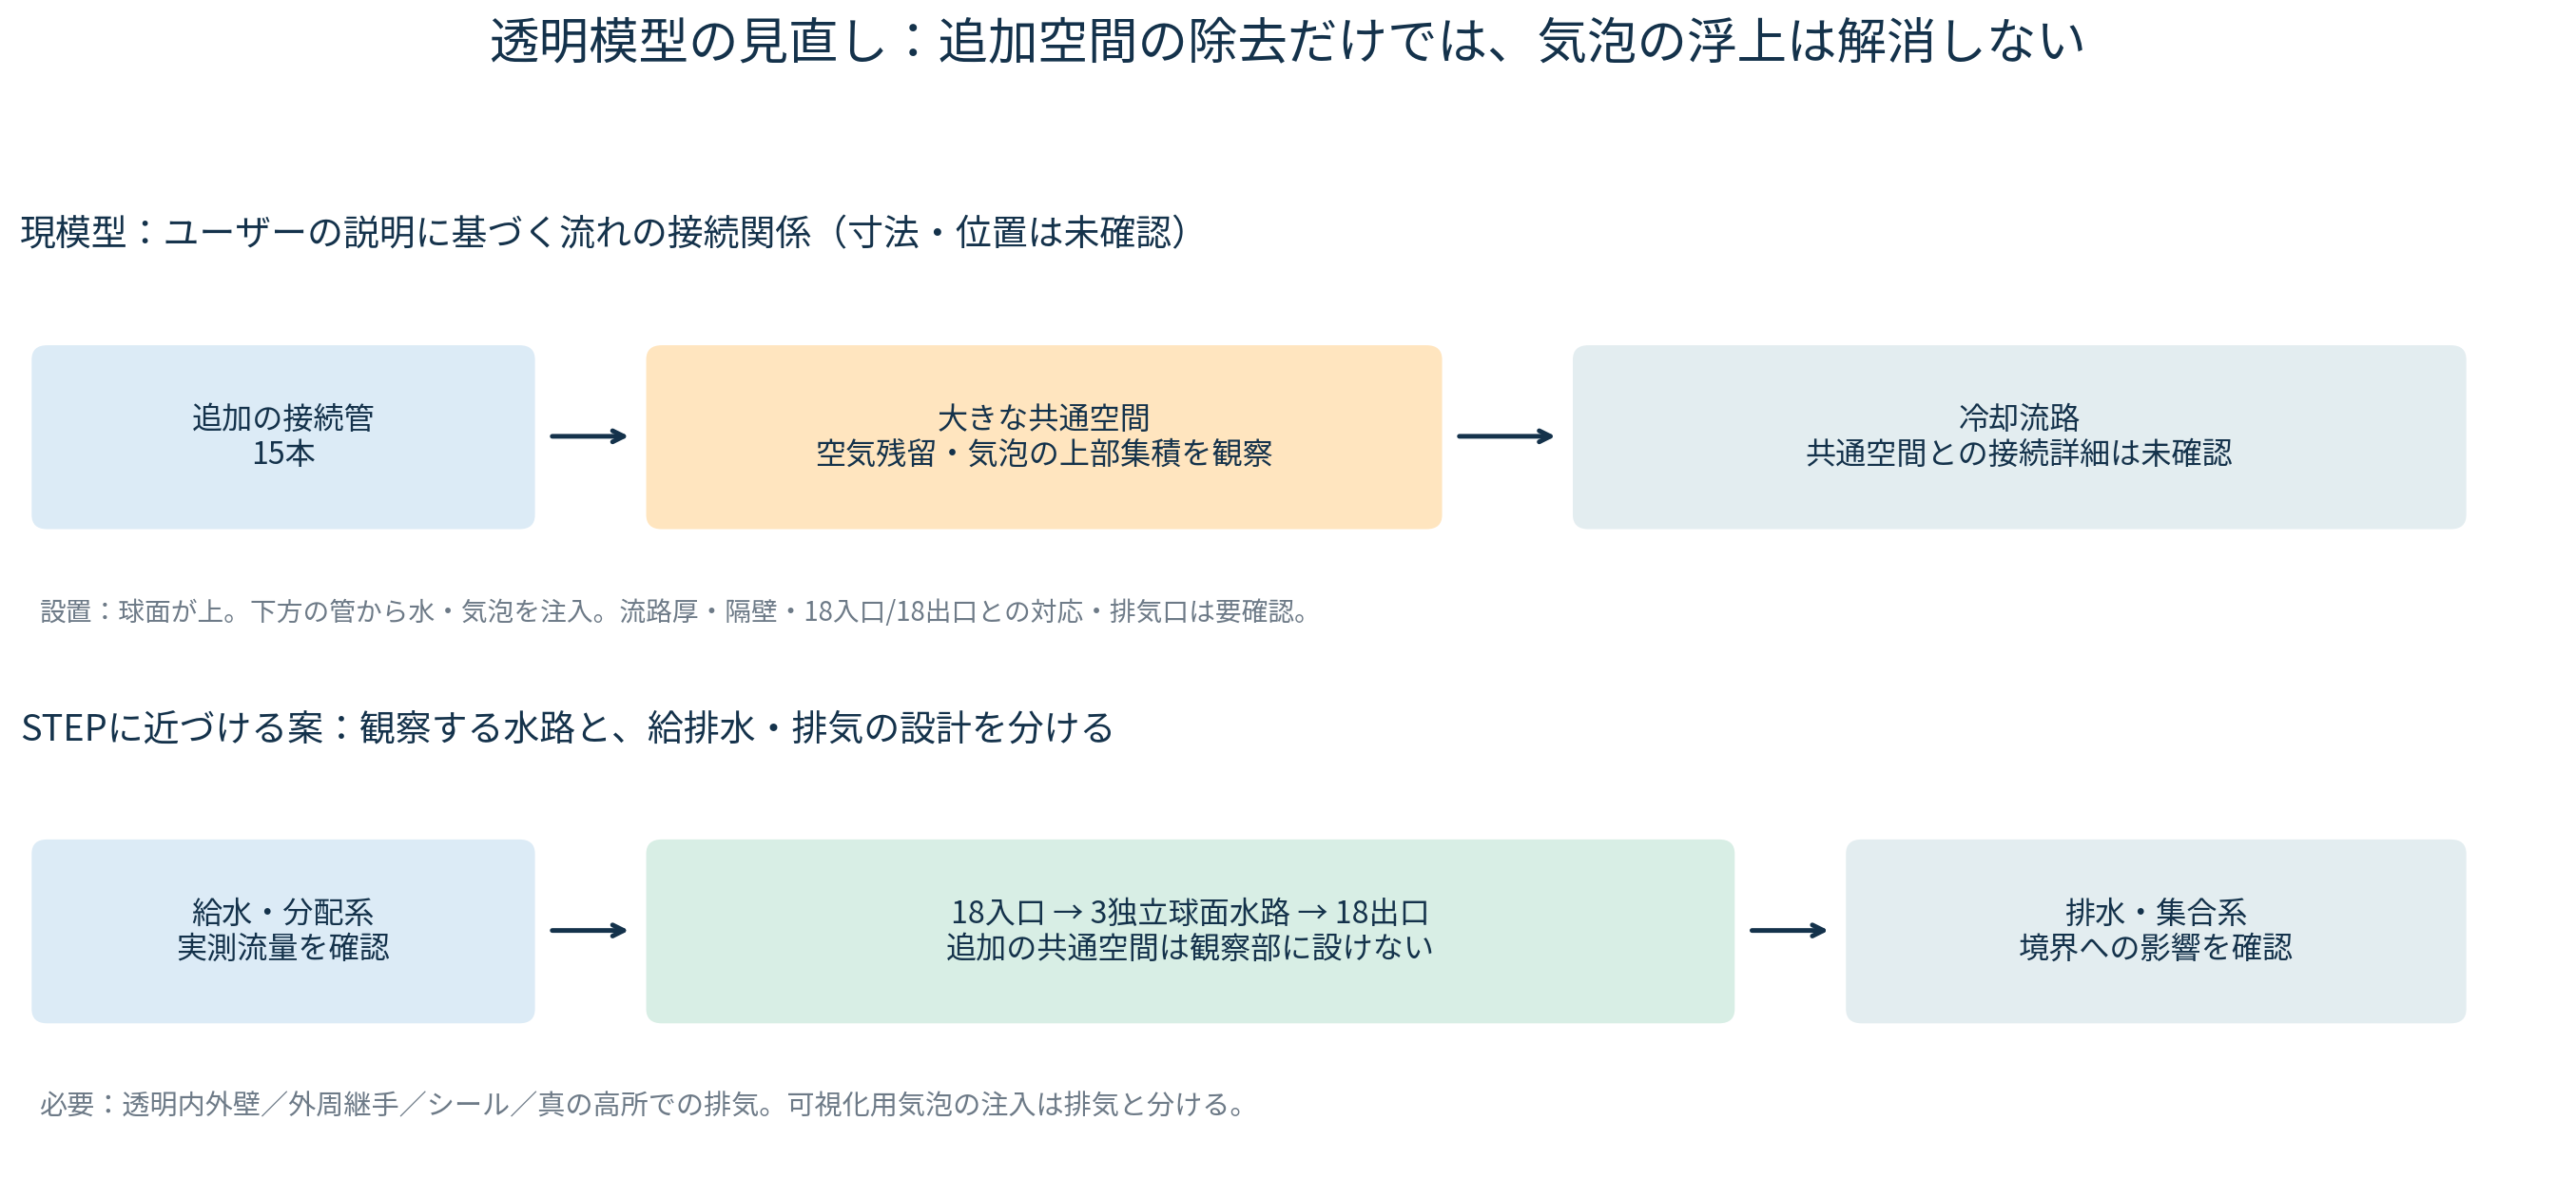 透明模型の見直し：追加空間の除去だけでは、気泡の浮上は解消しない
現模型：ユーザーの説明に基づく流れの接続関係（寸法・位置は未確認）
追加の接続管
15本
大きな共通空間
空気残留・気泡の上部集積を観察
冷却流路
共通空間との接続詳細は未確認
設置：球面が上。下方の管から水・気泡を注入。流路厚・隔壁・18入口/18出口との対応・排気口は要確認。
STEPに近づける案：観察する水路と、給排水・排気の設計を分ける
給水・分配系
実測流量を確認
18入口→3独立球面水路→18出口
追加の共通空間は観察部に設けない
排水・集合系
境界への影響を確認
必要：透明内外壁／外周継手／シール／真の高所での排気。可視化用気泡の注入は排気と分ける。